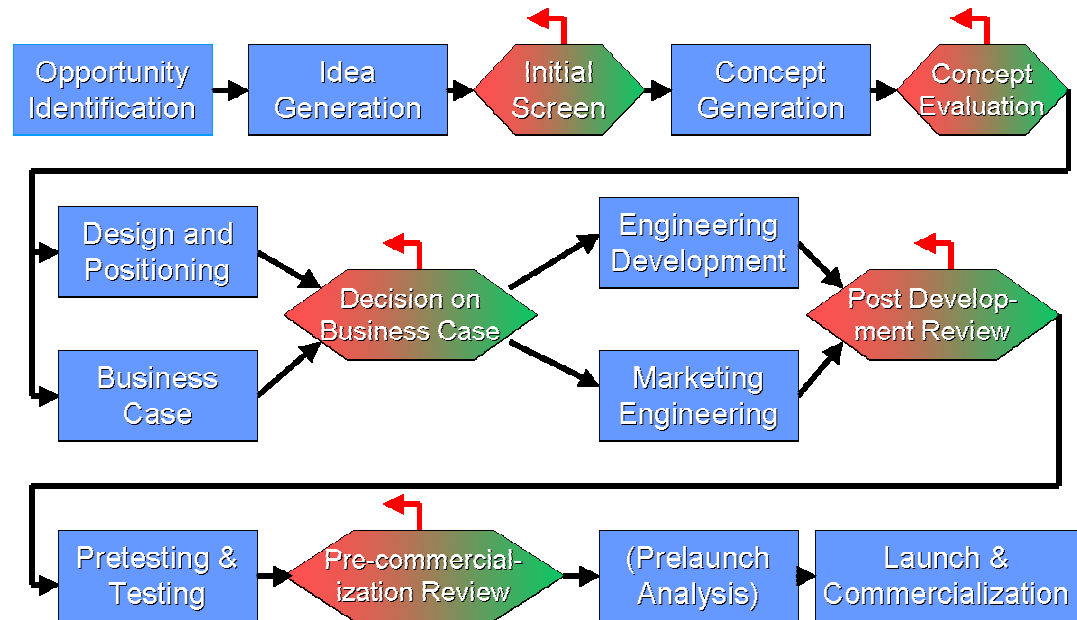 Opportunity
Identification
Idea
Generation
Initial
Screen
Concept
Generation
Concept
Evaluation
Design and
Positioning
Business
Case
Decision on
Business Case
Engineering
Development
Marketing
Engineering
Post Develop-
ment Review
Pretesting &
Testing
Pre-commercial-
ization Review
(Prelaunch
Analysis)
Launch &
Commercialization